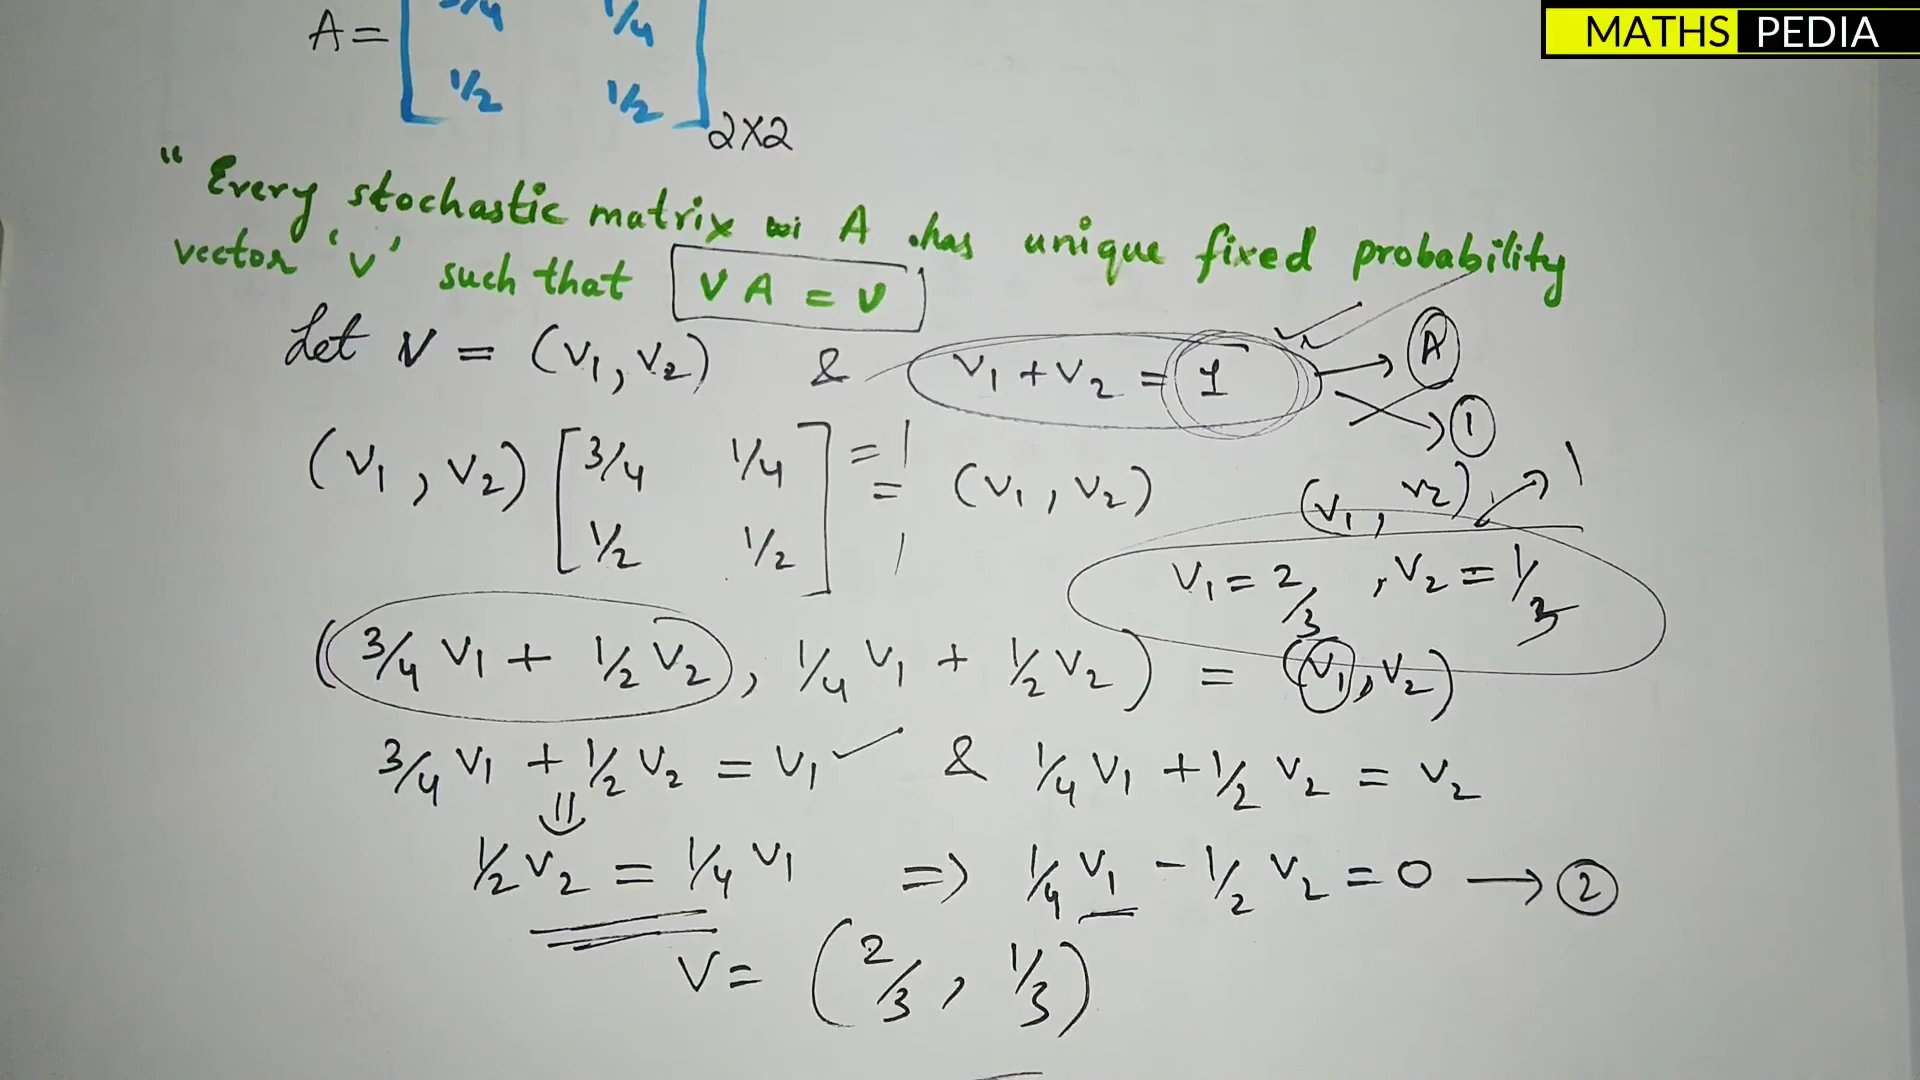 MATHS PEDIA
A = [ 3/4 1/4
1/2 1/2 ] 2×2
" Every stochastic matrix A has unique fixed probability
vector 'v' such that V A = V
Let V = (V1, V2) & V1 + V2 = 1 → A
→ 1
(V1, V2) [ 3/4 1/4 = 1
1/2 1/2 ] = (V1, V2)
(V1, V2) → 1
V1 = 2/3 , V2 = 1/3
( 3/4 V1 + 1/2 V2 , 1/4 V1 + 1/2 V2 ) = (V1, V2)
3/4 V1 + 1/2 V2 = V1 ✓ & 1/4 V1 + 1/2 V2 = V2
1/2 V2 = 1/4 V1 => 1/4 V1 - 1/2 V2 = 0 → 2
V = ( 2/3 , 1/3 )